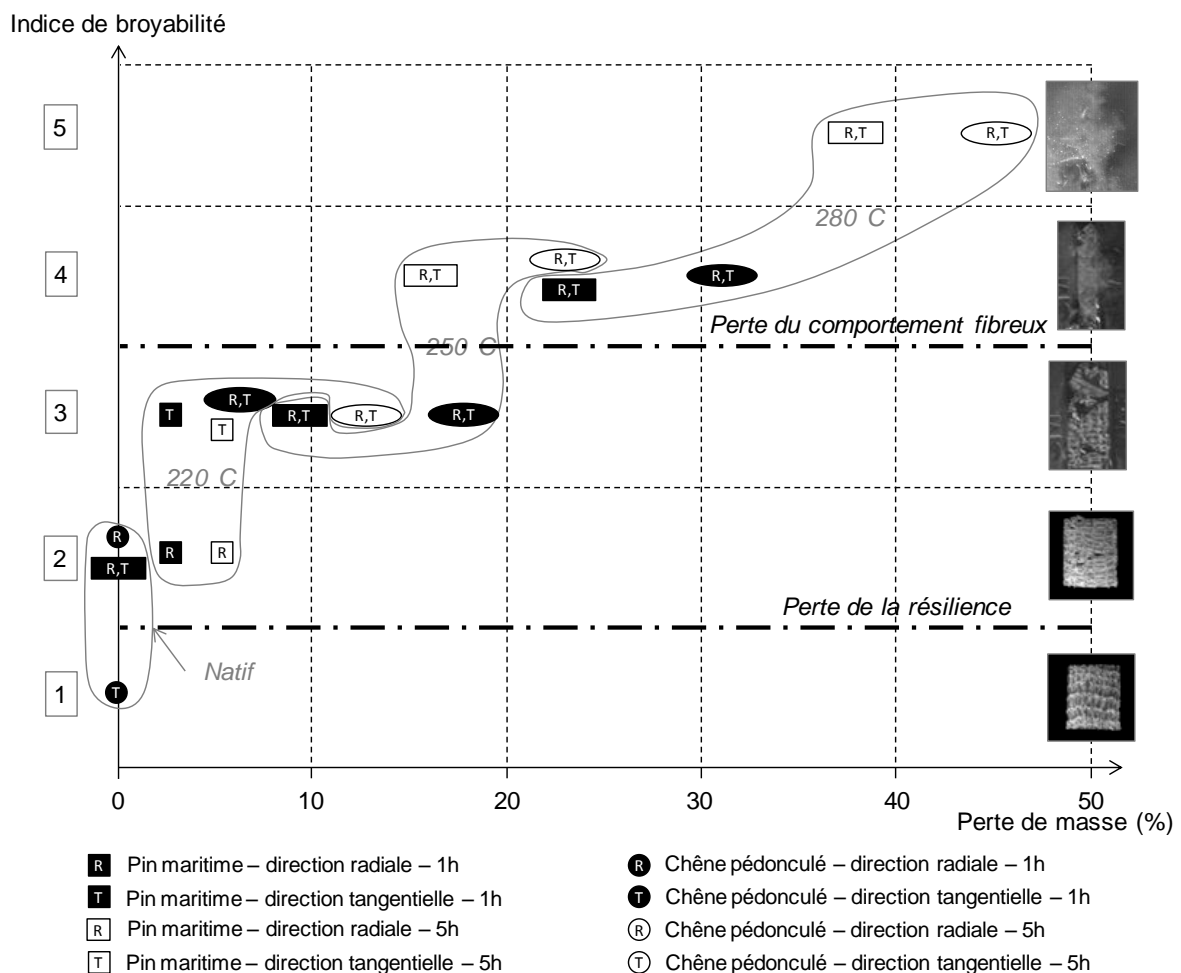 Indice de broyabilité
5
R,T
R,T
280 C
4
R,T
R,T
R,T
R,T
Perte du comportement fibreux
250 C
3
T
R,T
R,T
R,T
R,T
T
220 C
2
R
R,T
R
R
Perte de la résilience
Natif
1
T
0
10
20
30
40
50
Perte de masse (%)
R Pin maritime – direction radiale – 1h
T Pin maritime – direction tangentielle – 1h
R Pin maritime – direction radiale – 5h
T Pin maritime – direction tangentielle – 5h
R Chêne pédonculé – direction radiale – 1h
T Chêne pédonculé – direction tangentielle – 1h
R Chêne pédonculé – direction radiale – 5h
T Chêne pédonculé – direction tangentielle – 5h